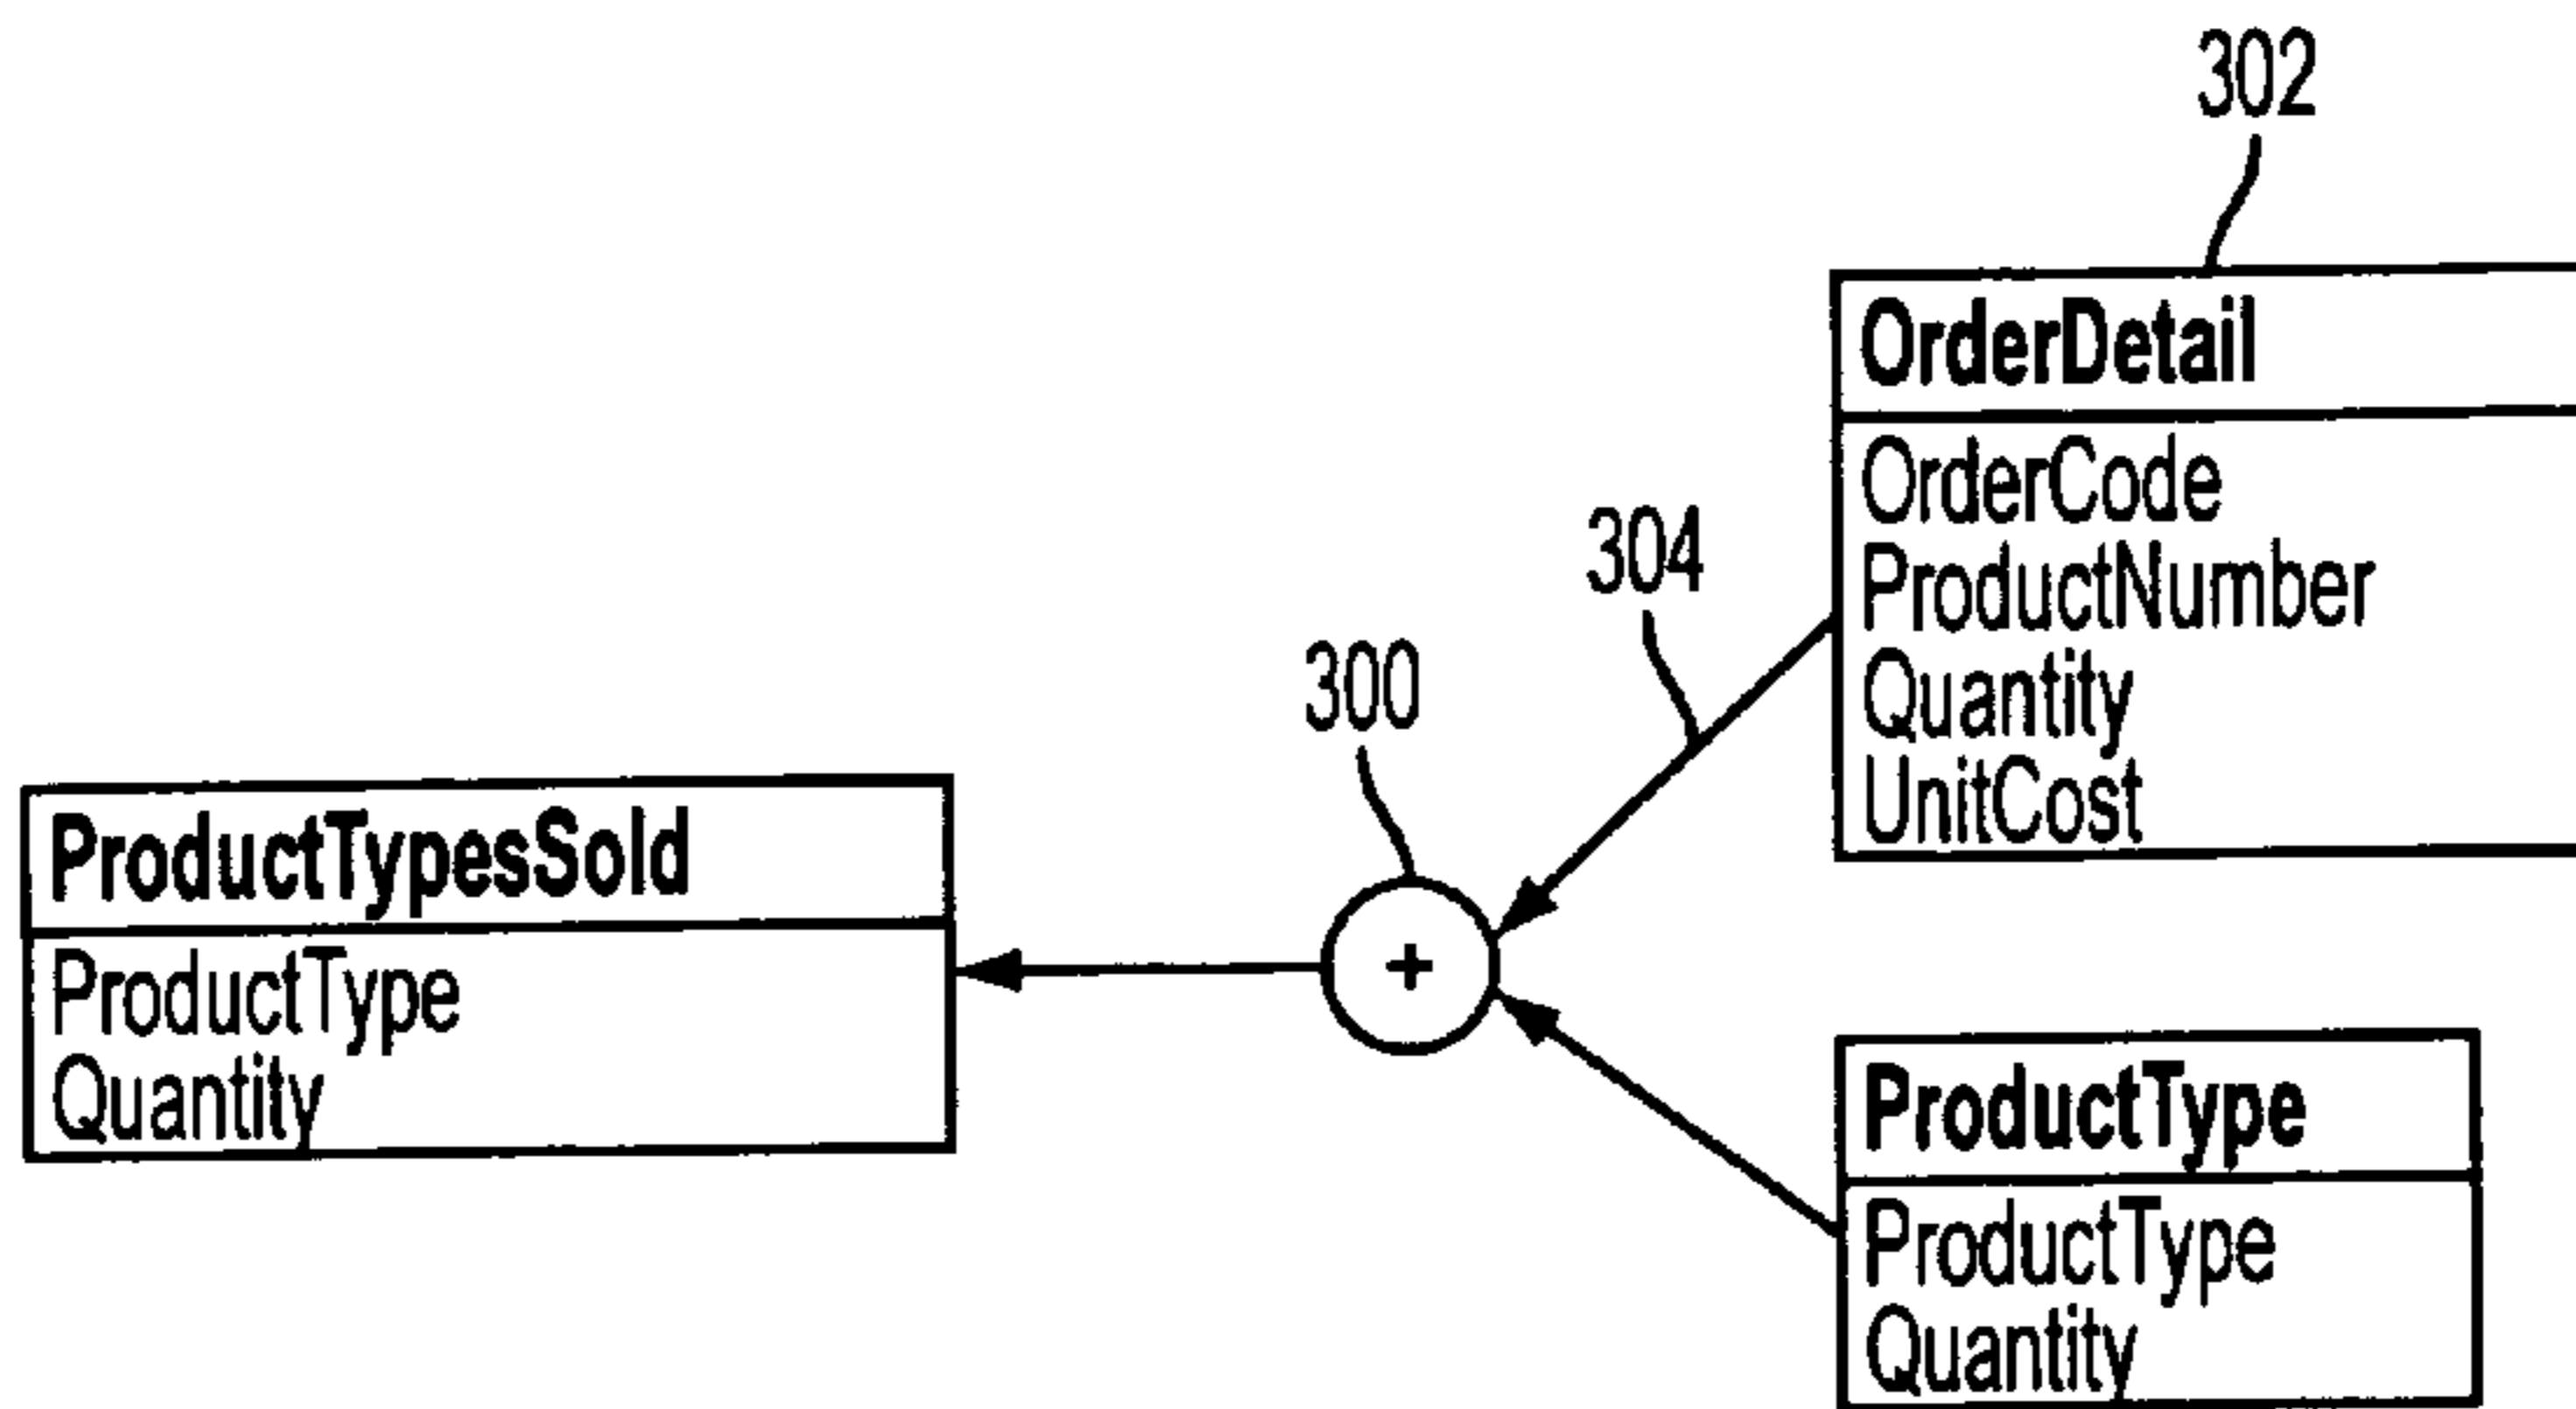 302
OrderDetail
OrderCode
ProductNumber
Quantity
UnitCost
304
300
ProductTypesSold
ProductType
Quantity
+
ProductType
ProductType
Quantity